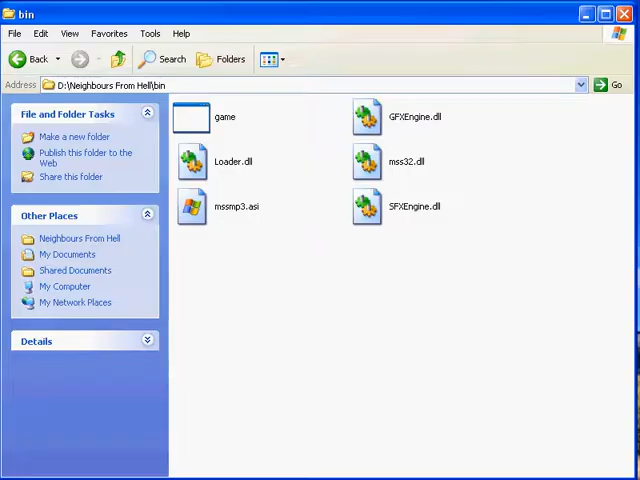 bin
File Edit View Favorites Tools Help
Back Search Folders
Address D:\Neighbours From Hell\bin Go
File and Folder Tasks
Make a new folder
Publish this folder to the
Web
Share this folder
Other Places
Neighbours From Hell
My Documents
Shared Documents
My Computer
My Network Places
Details
game GFXEngine.dll
Loader.dll mss32.dll
mssmp3.asi SFXEngine.dll